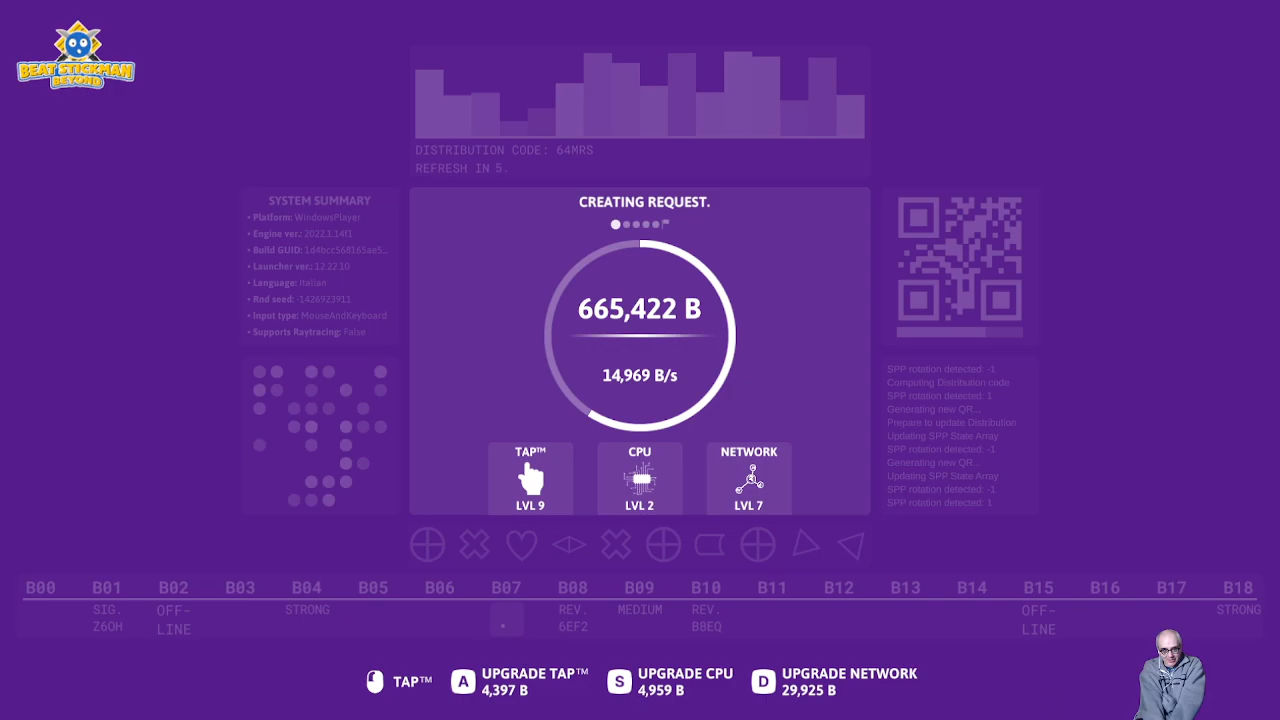 BEAT STICKMAN
BEYOND
DISTRIBUTION CODE: 64MRS
REFRESH IN 5.
SYSTEM SUMMARY
• Platform: WindowsPlayer
• Engine ver.: 2022.1.14f1
• Build GUID: 1d4bcc568165ae5...
• Launcher ver.: 12.22.10
• Language: Italian
• Rnd seed: -1426923911
• Input type: MouseAndKeyboard
• Supports Raytracing: False
CREATING REQUEST.
665,422 B
14,969 B/s
TAP™ CPU NETWORK
LVL 9 LVL 2 LVL 7
SPP rotation detected: -1
Computing Distribution code
SPP rotation detected: 1
Generating new QR...
Prepare to update Distribution
Updating SPP State Array
SPP rotation detected: -1
Generating new QR...
Updating SPP State Array
SPP rotation detected: -1
SPP rotation detected: 1
B00 B01 B02 B03 B04 B05 B06 B07 B08 B09 B10 B11 B12 B13 B14 B15 B16 B17 B18
SIG. OFF- STRONG REV. MEDIUM REV. OFF- STRONG
Z6OH LINE . 6EF2 B8EQ LINE
TAP™ A UPGRADE TAP™ S UPGRADE CPU D UPGRADE NETWORK
4,397 B 4,959 B 29,925 B